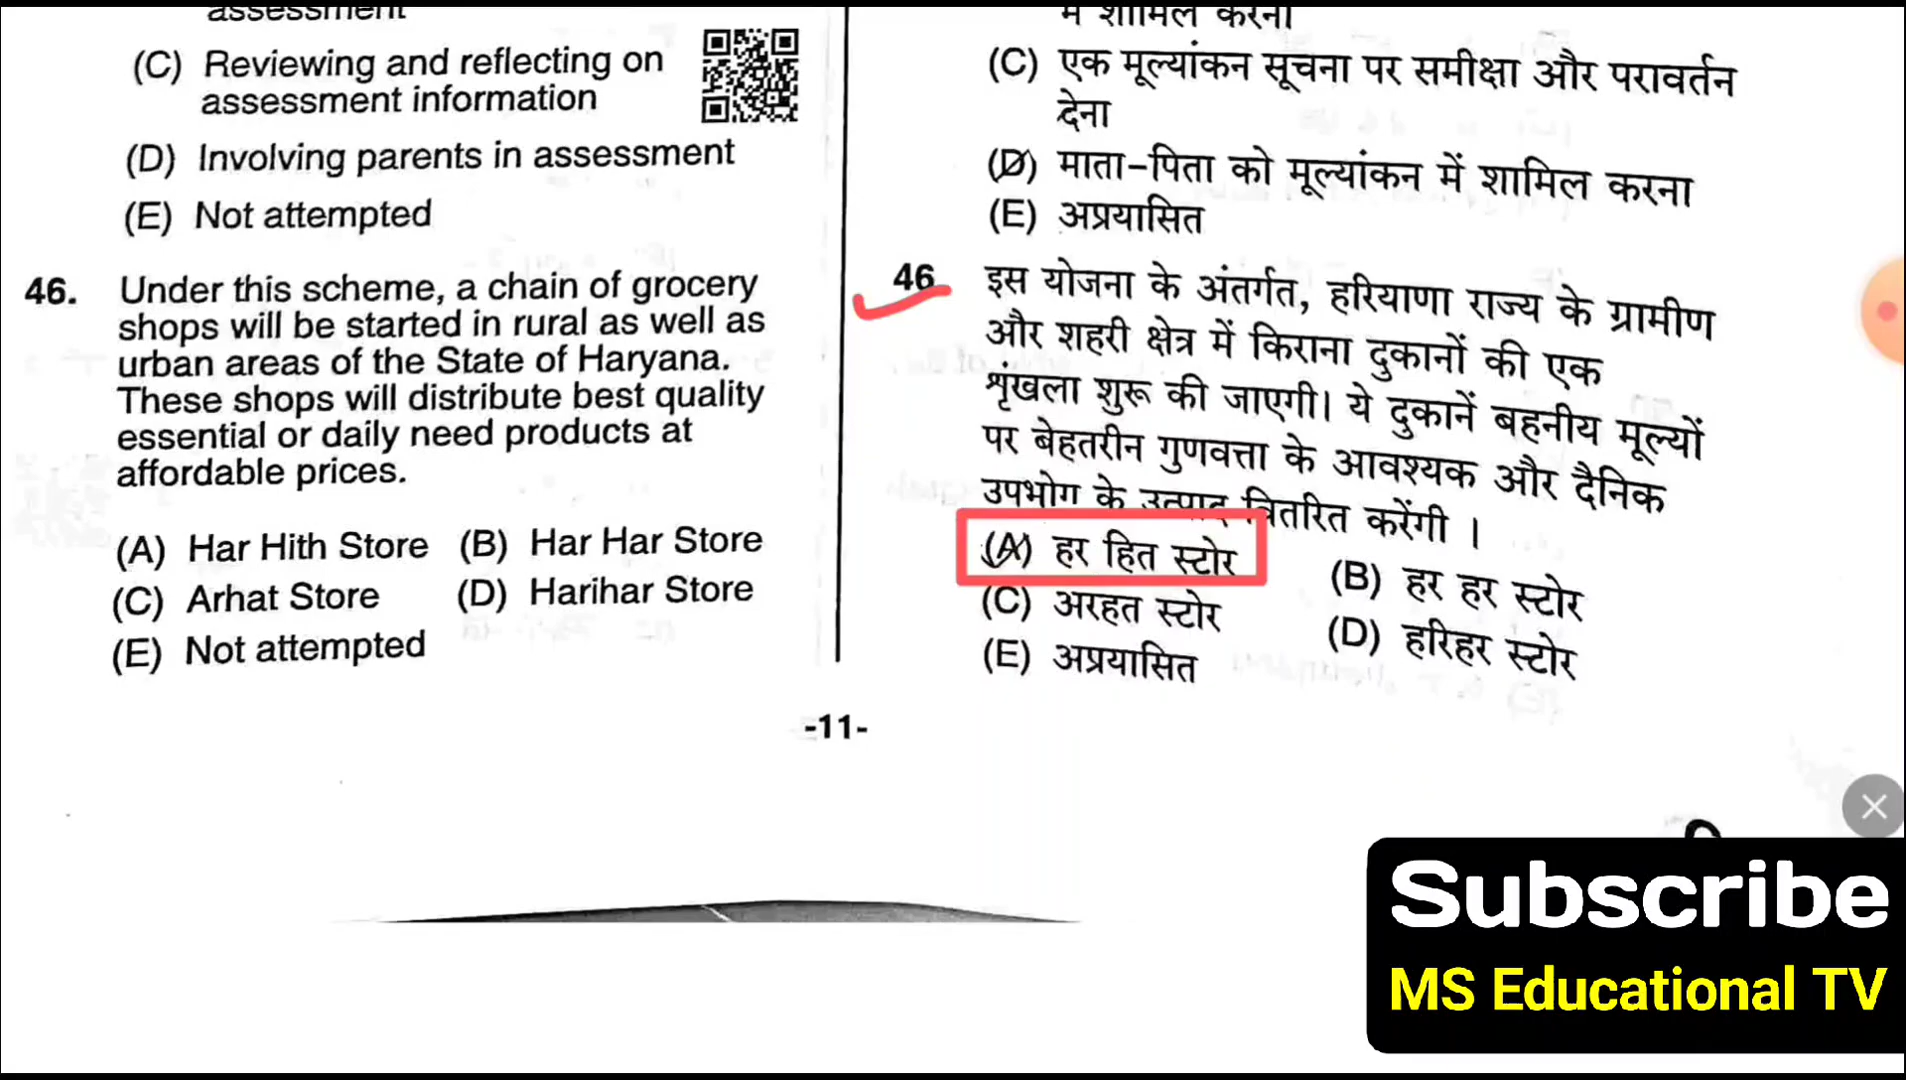 assessment
(C) Reviewing and reflecting on
assessment information
(D) Involving parents in assessment
(E) Not attempted
46. Under this scheme, a chain of grocery
shops will be started in rural as well as
urban areas of the State of Haryana.
These shops will distribute best quality
essential or daily need products at
affordable prices.
(A) Har Hith Store (B) Har Har Store
(C) Arhat Store (D) Harihar Store
(E) Not attempted
में शामिल करना
(C) एक मूल्यांकन सूचना पर समीक्षा और परावर्तन
देना
(D) माता-पिता को मूल्यांकन में शामिल करना
(E) अप्रयासित
46 इस योजना के अंतर्गत, हरियाणा राज्य के ग्रामीण
और शहरी क्षेत्र में किराना दुकानों की एक
शृंखला शुरू की जाएगी। ये दुकानें बहनीय मूल्यों
पर बेहतरीन गुणवत्ता के आवश्यक और दैनिक
उपभोग के उत्पाद वितरित करेंगी ।
(A) हर हित स्टोर (B) हर हर स्टोर
(C) अरहत स्टोर (D) हरिहर स्टोर
(E) अप्रयासित
-11-
Subscribe
MS Educational TV